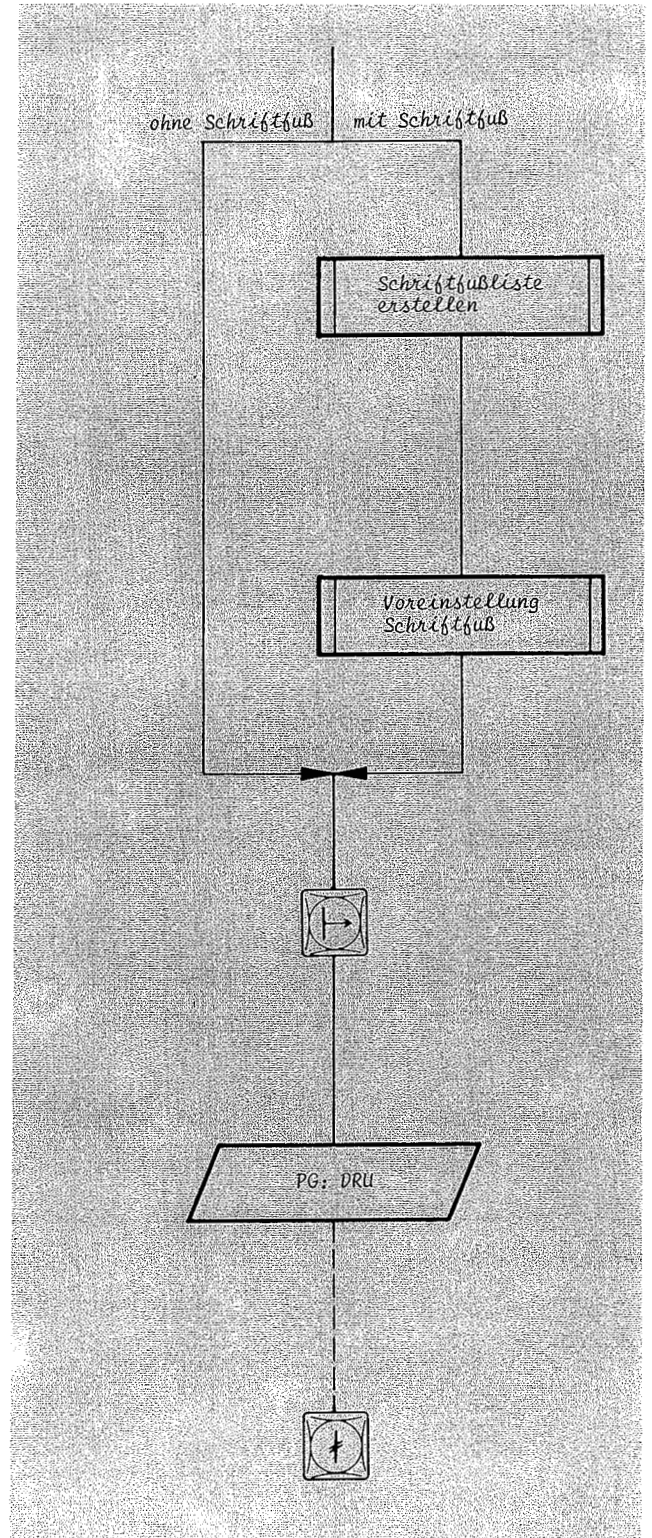 ohne Schriftfuß mit Schriftfuß
Schriftfußliste
erstellen
Voreinstellung
Schriftfuß
PG: DRU